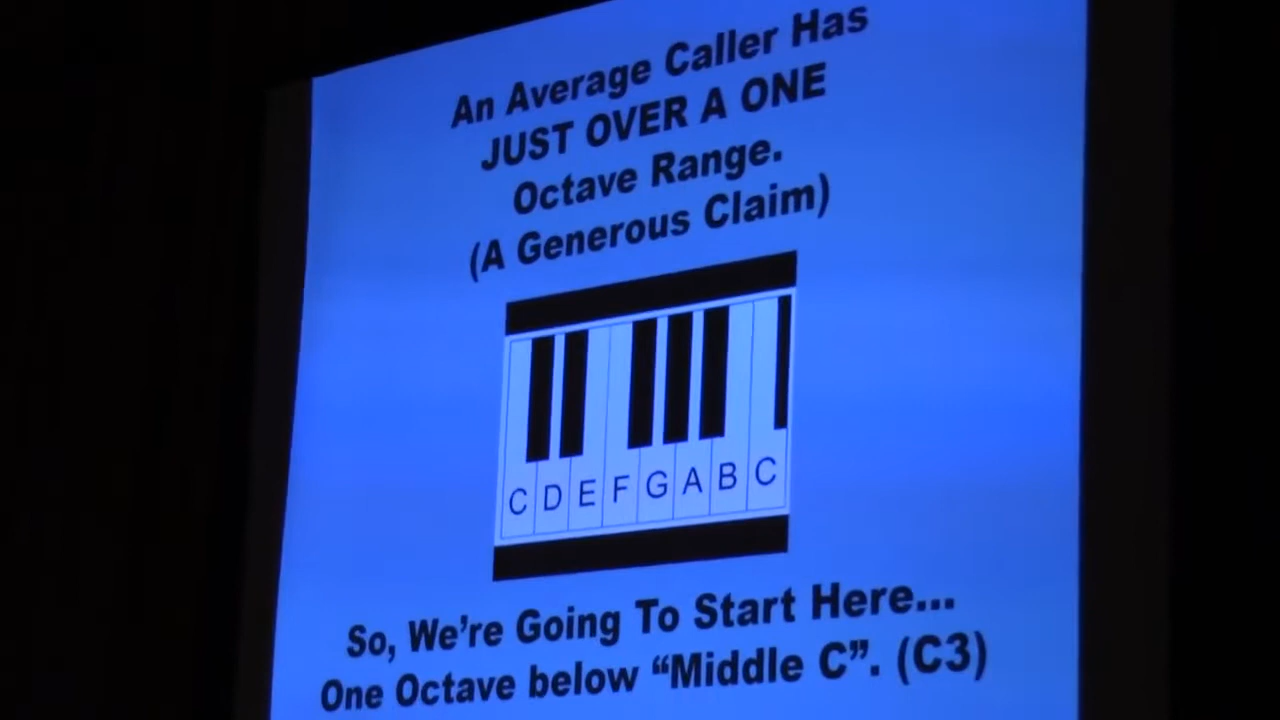 An Average Caller Has
JUST OVER A ONE
Octave Range.
(A Generous Claim)
C D E F G A B C
So, We're Going To Start Here...
One Octave below “Middle C”. (C3)